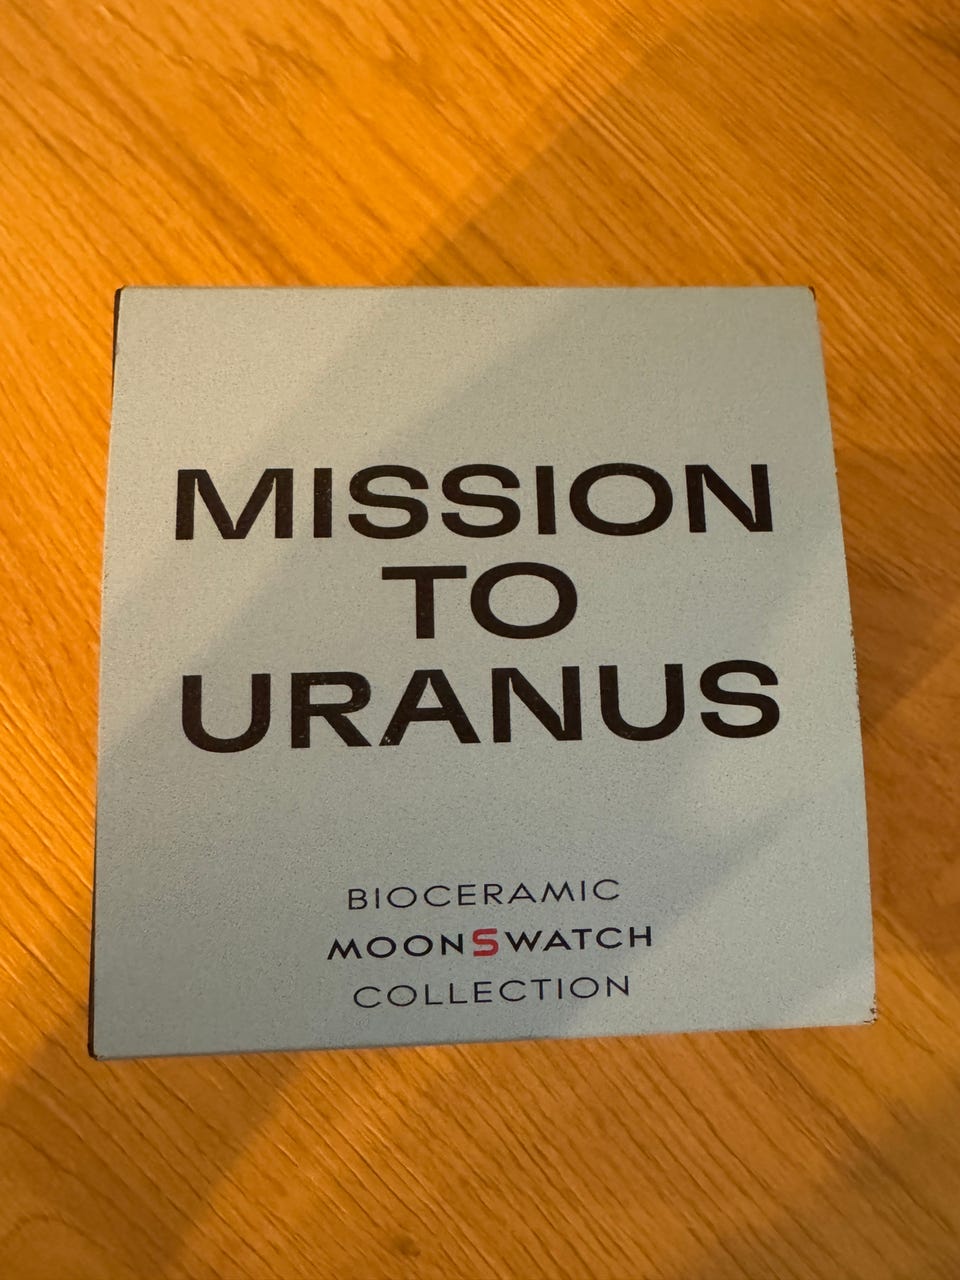 MISSION
TO
URANUS
BIOCERAMIC
MOONSWATCH
COLLECTION